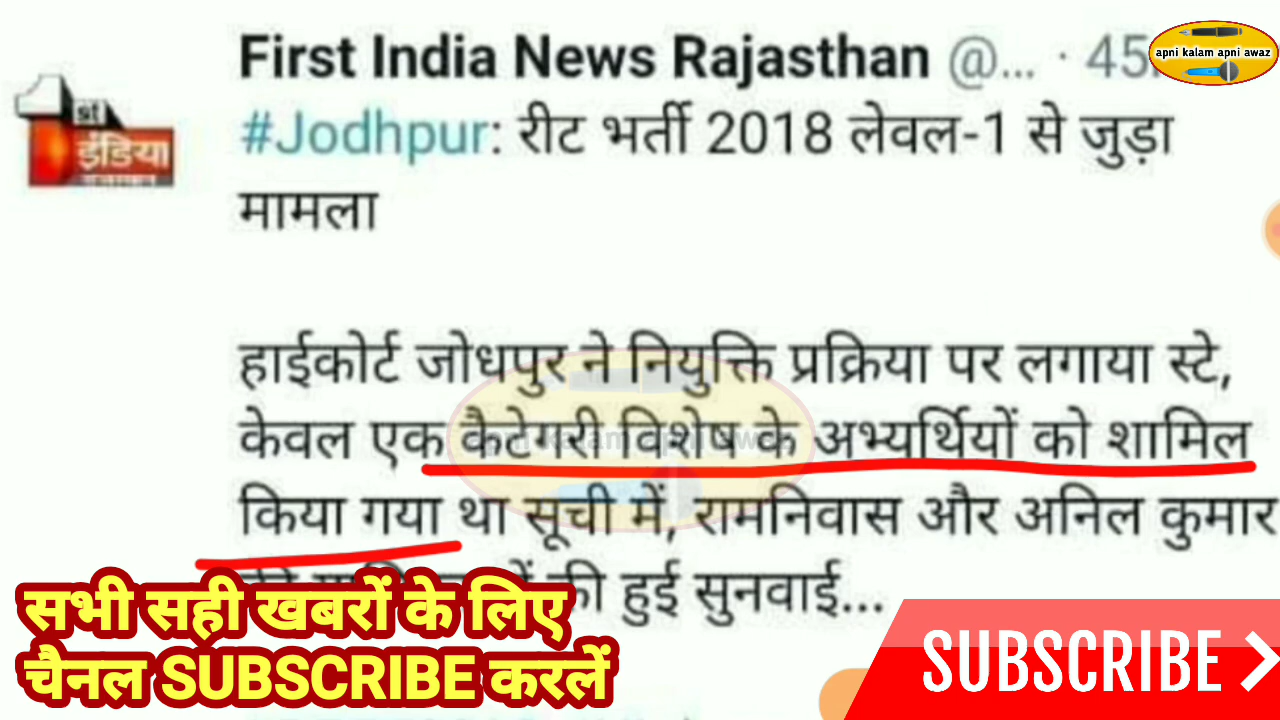 First India News Rajasthan @... · 45
apni kalam apni awaz
1st
इंडिया
#Jodhpur: रीट भर्ती 2018 लेवल-1 से जुड़ा
मामला
हाईकोर्ट जोधपुर ने नियुक्ति प्रक्रिया पर लगाया स्टे,
केवल एक कैटेगरी विशेष के अभ्यर्थियों को शामिल
किया गया था सूची में, रामनिवास और अनिल कुमार
की हुई सुनवाई...
सभी सही खबरों के लिए
चैनल SUBSCRIBE करलें
SUBSCRIBE